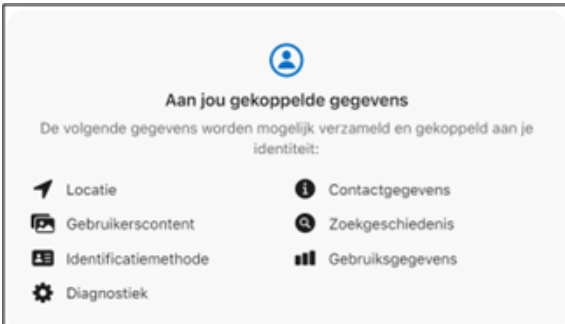 Aan jou gekoppelde gegevens
De volgende gegevens worden mogelijk verzameld en gekoppeld aan je
identiteit:
Locatie
Contactgegevens
Gebruikerscontent
Zoekgeschiedenis
Identificatiemethode
Gebruiksgegevens
Diagnostiek